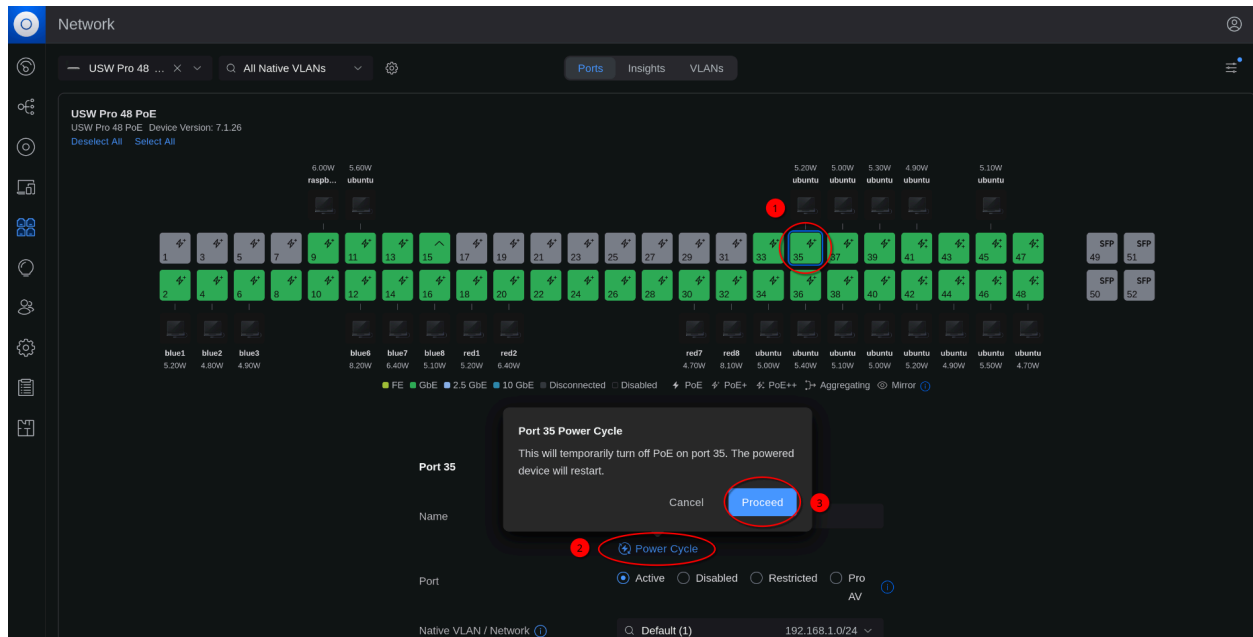 Network
USW Pro 48 ...
All Native VLANs
Ports Insights VLANs
USW Pro 48 PoE
USW Pro 48 PoE Device Version: 7.1.26
Deselect All Select All
6.00W 5.60W 5.20W 5.00W 5.30W 4.90W 5.10W
raspb... ubuntu ubuntu ubuntu ubuntu ubuntu ubuntu
1
1 3 5 7 9 11 13 15 17 19 21 23 25 27 29 31 33 35 37 39 41 43 45 47 SFP 49 SFP 51
2 4 6 8 10 12 14 16 18 20 22 24 26 28 30 32 34 36 38 40 42 44 46 48 SFP 50 SFP 52
blue1 blue2 blue3 blue6 blue7 blue8 red1 red2 red7 red8 ubuntu ubuntu ubuntu ubuntu ubuntu ubuntu ubuntu ubuntu
5.20W 4.80W 4.90W 8.20W 6.40W 5.10W 5.20W 6.40W 4.70W 8.10W 5.00W 5.40W 5.10W 5.00W 5.20W 4.90W 5.50W 4.70W
FE GbE 2.5 GbE 10 GbE Disconnected Disabled PoE PoE+ PoE++ Aggregating Mirror
Port 35 Power Cycle
This will temporarily turn off PoE on port 35. The powered
device will restart.
Port 35
Cancel Proceed 3
Name
2 Power Cycle
Port Active Disabled Restricted Pro
AV
Native VLAN / Network Default (1) 192.168.1.0/24